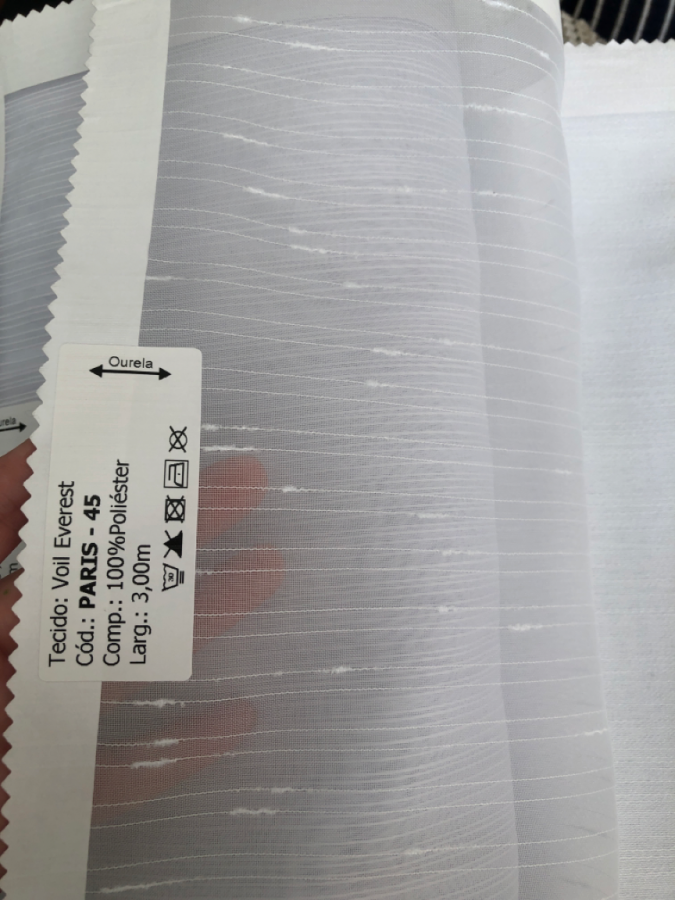 Ourela
Tecido: Voil Everest
Cód.: PARIS - 45
Comp.: 100%Poliéster
Larg.: 3,00m